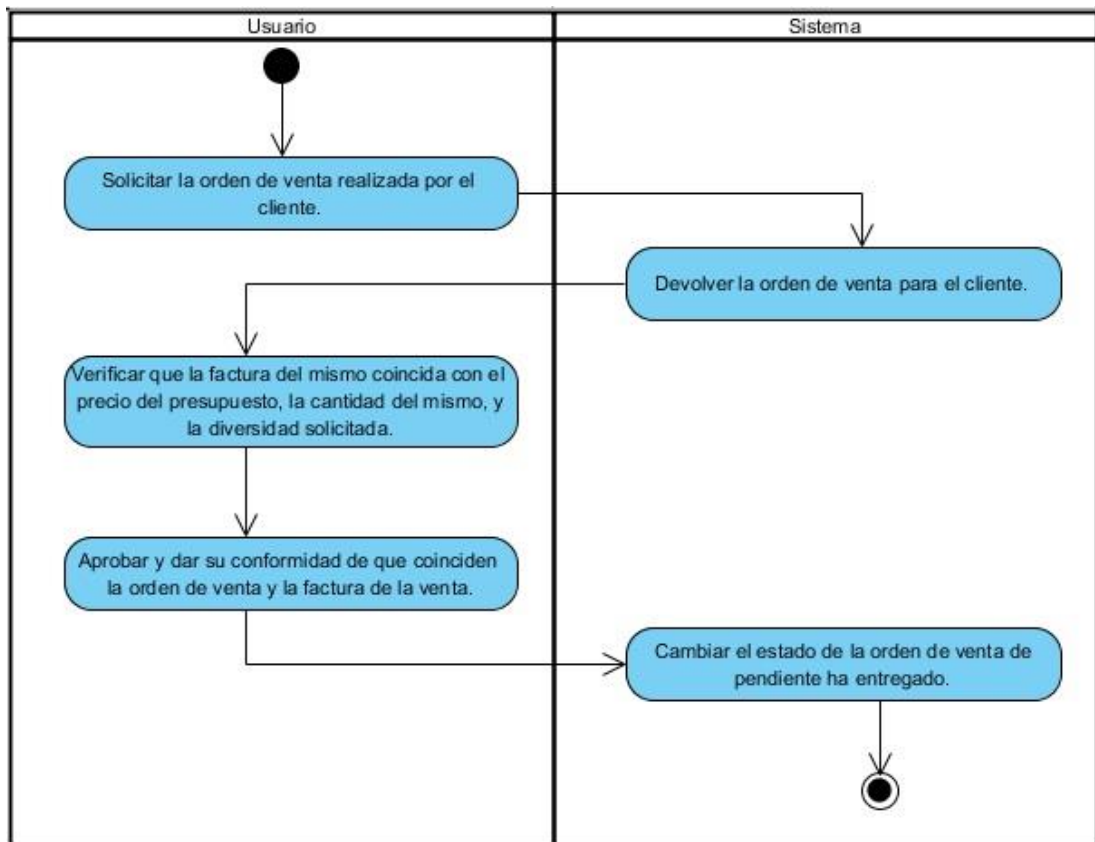 Usuario
Sistema
Solicitar la orden de venta realizada por el
cliente.
Devolver la orden de venta para el cliente.
Verificar que la factura del mismo coincida con el
precio del presupuesto, la cantidad del mismo, y
la diversidad solicitada.
Aprobar y dar su conformidad de que coinciden
la orden de venta y la factura de la venta.
Cambiar el estado de la orden de venta de
pendiente ha entregado.